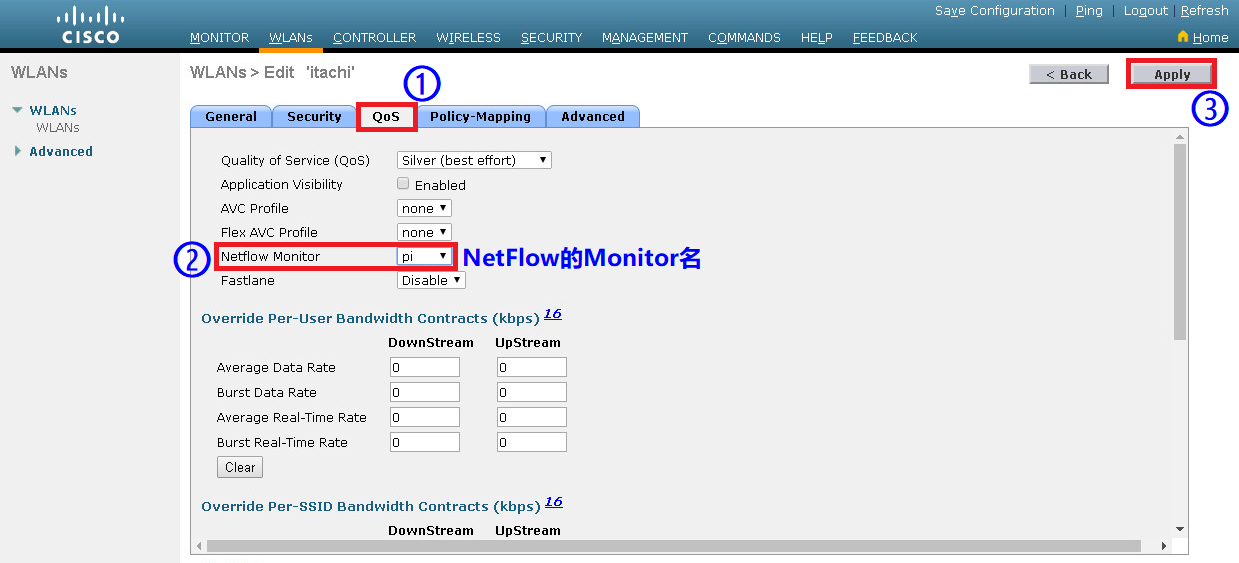 Save Configuration | Ping | Logout | Refresh
CISCO MONITOR WLANs CONTROLLER WIRELESS SECURITY MANAGEMENT COMMANDS HELP FEEDBACK Home
WLANs
WLANs > Edit 'itachi'
①
< Back
Apply
③
WLANs
WLANs
Advanced
General Security QoS Policy-Mapping Advanced
Quality of Service (QoS) Silver (best effort)
Application Visibility Enabled
AVC Profile none
Flex AVC Profile none
② Netflow Monitor pi NetFlow的Monitor名
Fastlane Disable
Override Per-User Bandwidth Contracts (kbps) 16
DownStream UpStream
Average Data Rate 0 0
Burst Data Rate 0 0
Average Real-Time Rate 0 0
Burst Real-Time Rate 0 0
Clear
Override Per-SSID Bandwidth Contracts (kbps) 16
DownStream UpStream